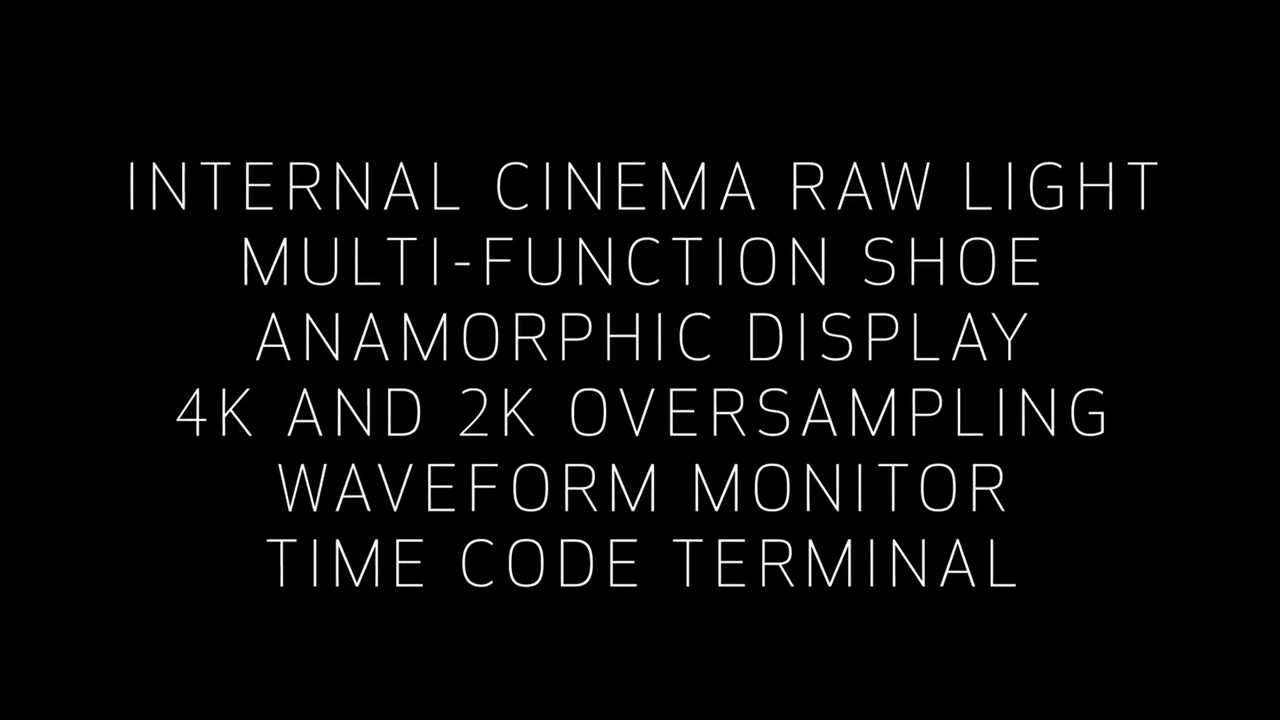 INTERNAL CINEMA RAW LIGHT
MULTI-FUNCTION SHOE
ANAMORPHIC DISPLAY
4K AND 2K OVERSAMPLING
WAVEFORM MONITOR
TIME CODE TERMINAL